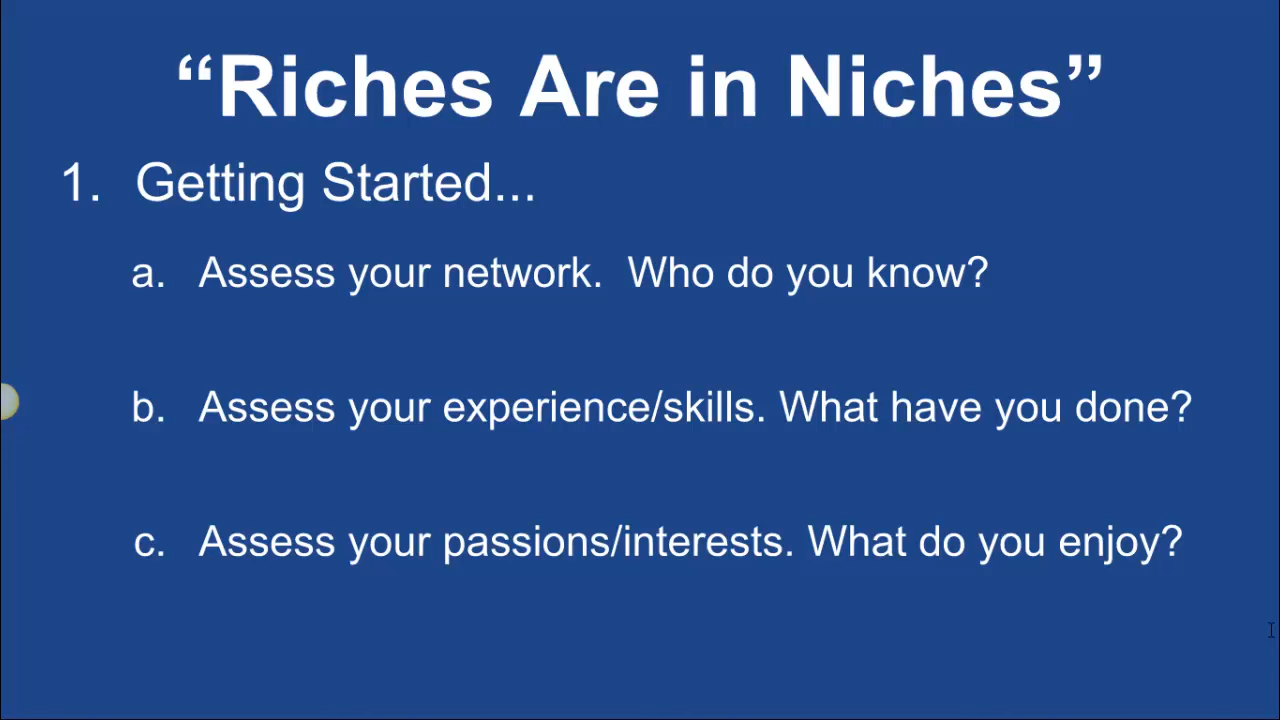 “Riches Are in Niches”
1. Getting Started...
a. Assess your network.  Who do you know?
b. Assess your experience/skills. What have you done?
c. Assess your passions/interests. What do you enjoy?